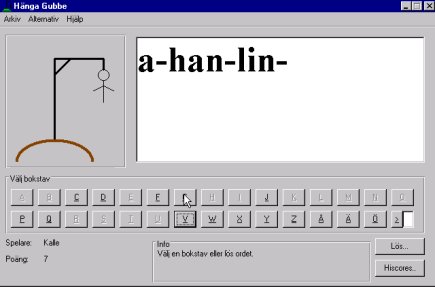 Hänga Gubbe
Arkiv Alternativ Hjälp
a-han-lin-
Välj bokstav
A B C D E F G H I J K L M N O
P Q R S T U V W X Y Z Å Ä Ö >
Spelare: Kalle
Poäng: 7
Info
Välj en bokstav eller lös ordet.
Lös...
Hiscores..